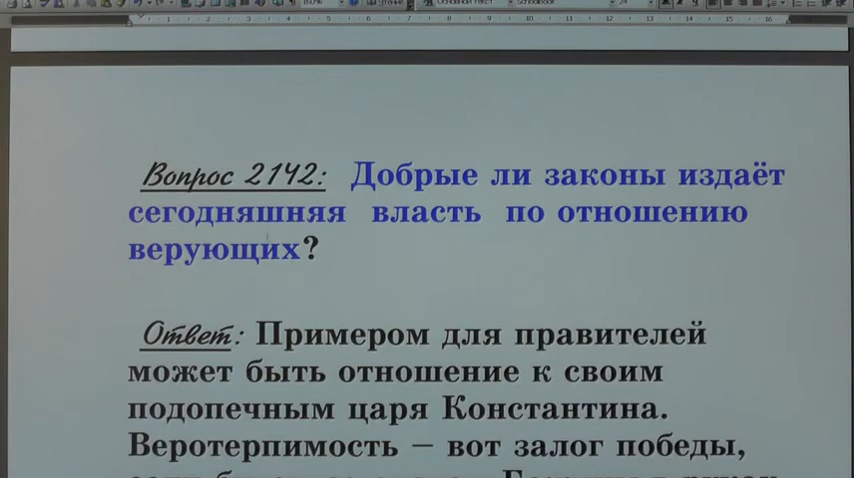 Вопрос 2142: Добрые ли законы издаёт
сегодняшняя власть по отношению
верующих?
Ответ: Примером для правителей
может быть отношение к своим
подопечным царя Константина.
Веротерпимость – вот залог победы,